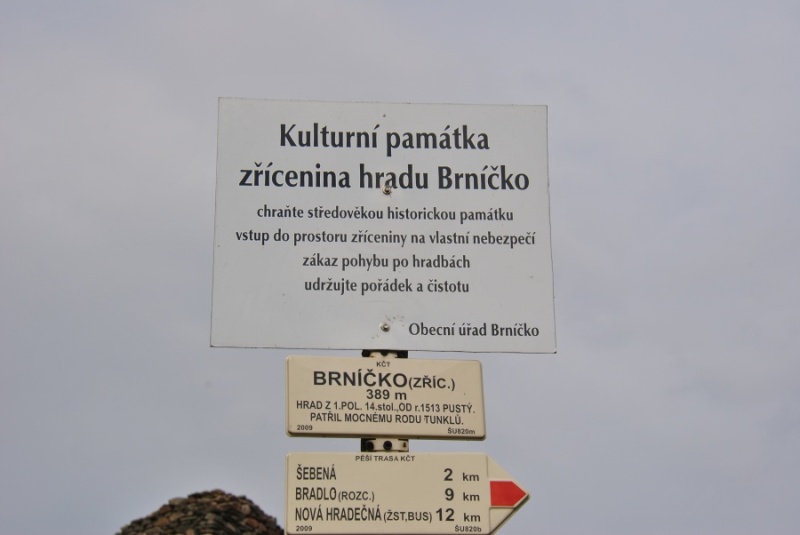 Kulturní památka
zřícenina hradu Brníčko
chraňte středověkou historickou památku
vstup do prostoru zříceniny na vlastní nebezpečí
zákaz pohybu po hradbách
udržujte pořádek a čistotu
Obecní úřad Brníčko
KČT
BRNÍČKO(ZŘÍC.)
389 m
HRAD Z 1.POL. 14.stol.,OD r.1513 PUSTÝ.
PATŘIL MOCNÉMU RODU TUNKLŮ.
2009 ŠU820m
PĚŠÍ TRASA KČT
ŠEBENÁ 2 km
BRADLO (ROZC.) 9 km
NOVÁ HRADEČNÁ (ŽST,BUS) 12 km
2009 ŠU820b